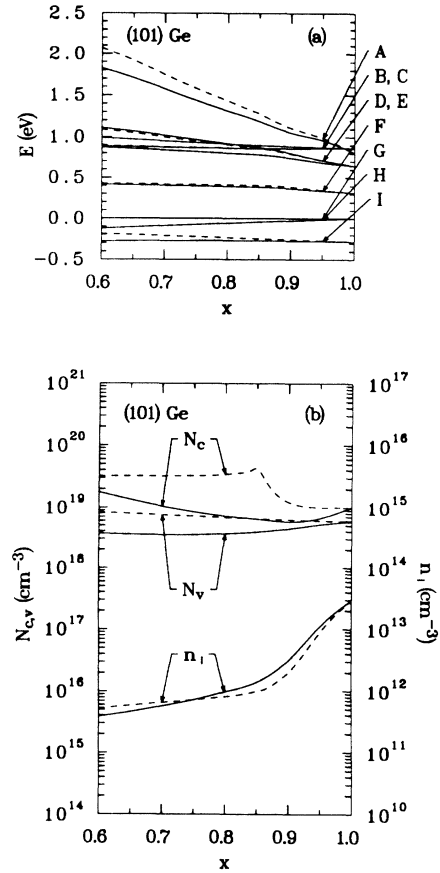 (101) Ge (a)
2.5
2.0
1.5
1.0
0.5
0.0
−0.5
E (eV)
A
B, C
D, E
F
G
H
I
0.6 0.7 0.8 0.9 1.0
x
(101) Ge (b)
10^21
10^20
10^19
10^18
10^17
10^16
10^15
10^14
N_c,v (cm^−3)
N_c
N_v
n_i
10^17
10^16
10^15
10^14
10^13
10^12
10^11
10^10
n_i (cm^−3)
0.6 0.7 0.8 0.9 1.0
x